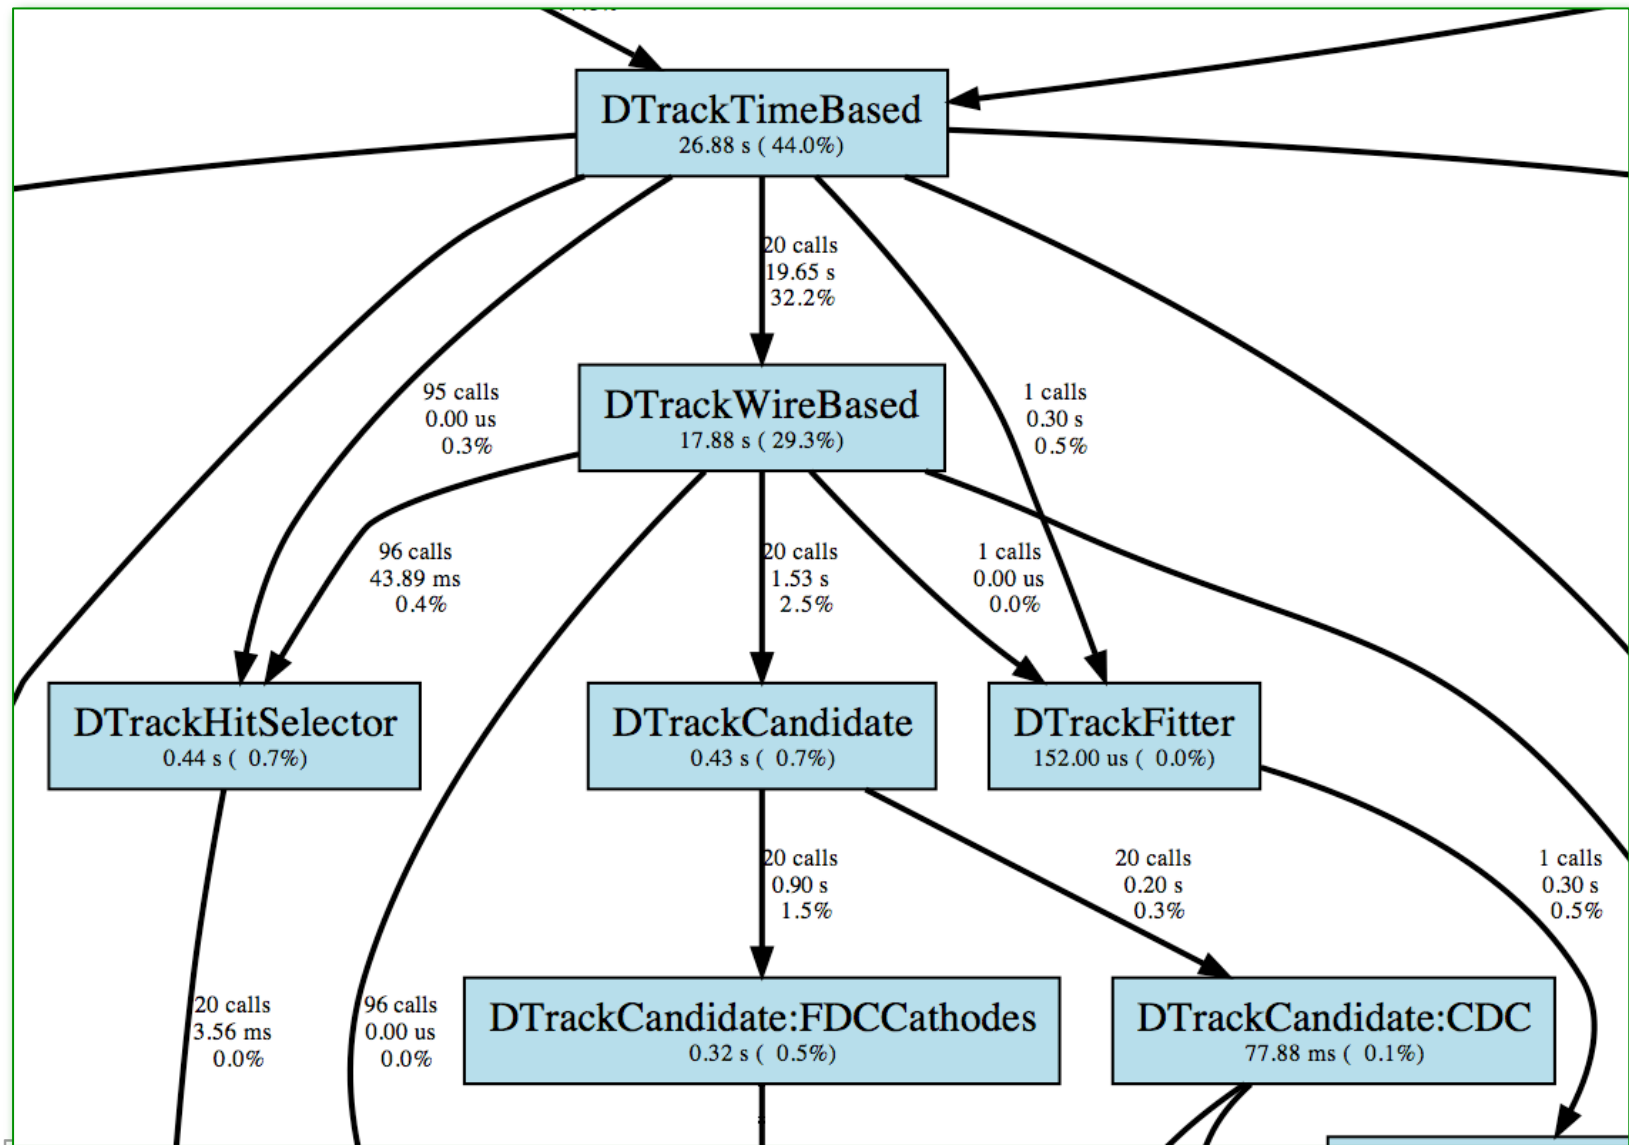 DTrackTimeBased
26.88 s ( 44.0%)
20 calls
19.65 s
32.2%
95 calls
0.00 us
0.3%
DTrackWireBased
17.88 s ( 29.3%)
1 calls
0.30 s
0.5%
96 calls
43.89 ms
0.4%
20 calls
1.53 s
2.5%
1 calls
0.00 us
0.0%
DTrackHitSelector
0.44 s (  0.7%)
DTrackCandidate
0.43 s (  0.7%)
DTrackFitter
152.00 us (  0.0%)
20 calls
0.90 s
1.5%
20 calls
0.20 s
0.3%
1 calls
0.30 s
0.5%
20 calls
3.56 ms
0.0%
96 calls
0.00 us
0.0%
DTrackCandidate:FDCCathodes
0.32 s (  0.5%)
DTrackCandidate:CDC
77.88 ms (  0.1%)